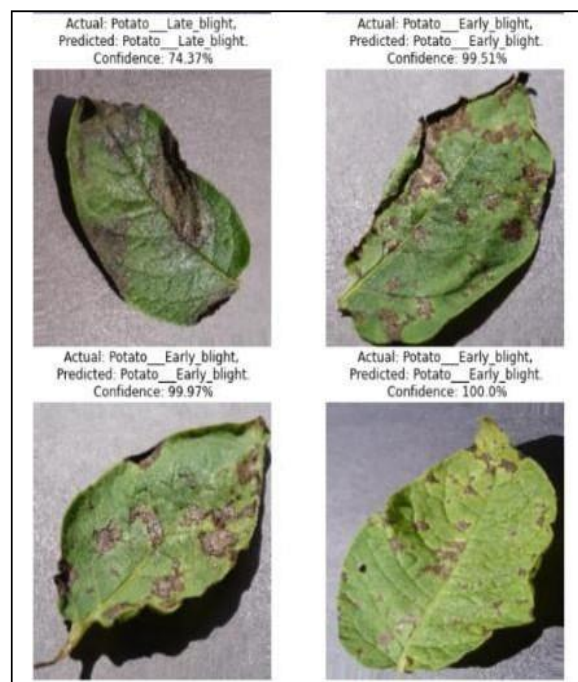 Actual: Potato___Late_blight,
Predicted: Potato___Late_blight.
Confidence: 74.37%
Actual: Potato___Early_blight,
Predicted: Potato___Early_blight.
Confidence: 99.51%
Actual: Potato___Early_blight,
Predicted: Potato___Early_blight.
Confidence: 99.97%
Actual: Potato___Early_blight,
Predicted: Potato___Early_blight.
Confidence: 100.0%